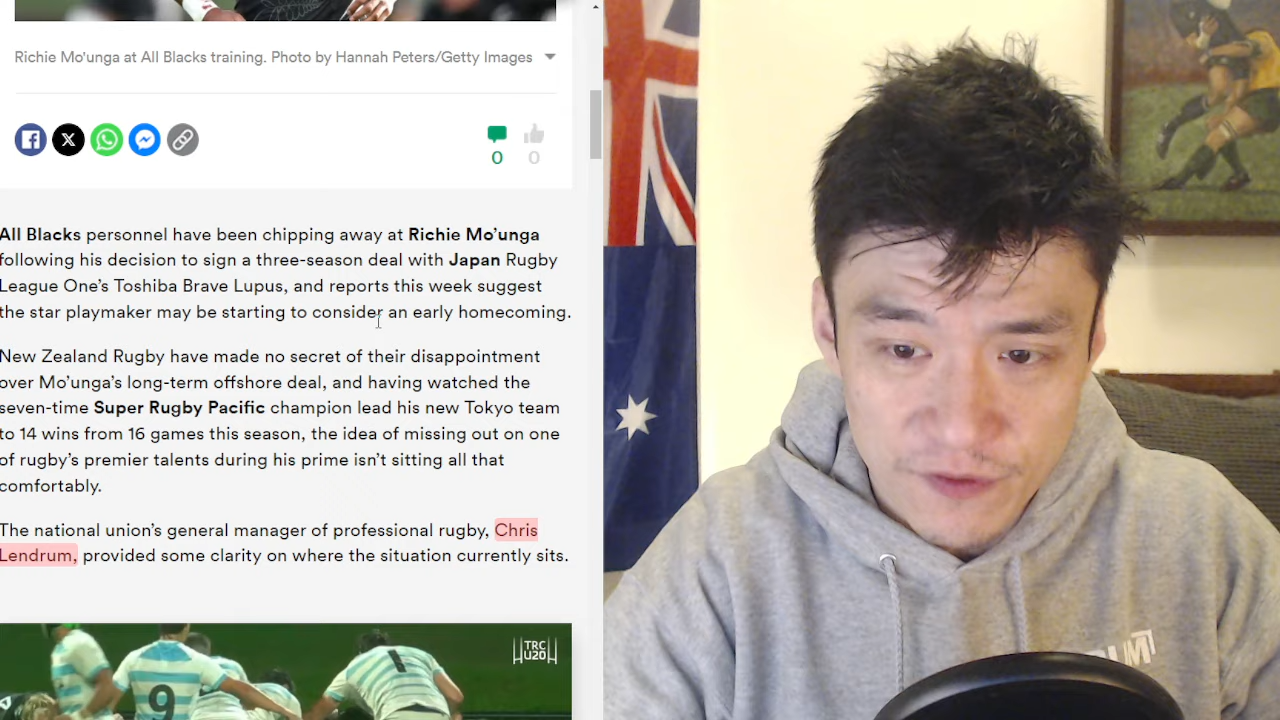 Richie Mo'unga at All Blacks training. Photo by Hannah Peters/Getty Images
0 0
All Blacks personnel have been chipping away at Richie Mo’unga
following his decision to sign a three-season deal with Japan Rugby
League One’s Toshiba Brave Lupus, and reports this week suggest
the star playmaker may be starting to consider an early homecoming.
New Zealand Rugby have made no secret of their disappointment
over Mo’unga’s long-term offshore deal, and having watched the
seven-time Super Rugby Pacific champion lead his new Tokyo team
to 14 wins from 16 games this season, the idea of missing out on one
of rugby’s premier talents during his prime isn’t sitting all that
comfortably.
The national union’s general manager of professional rugby, Chris
Lendrum, provided some clarity on where the situation currently sits.
TRC
U20
1
9